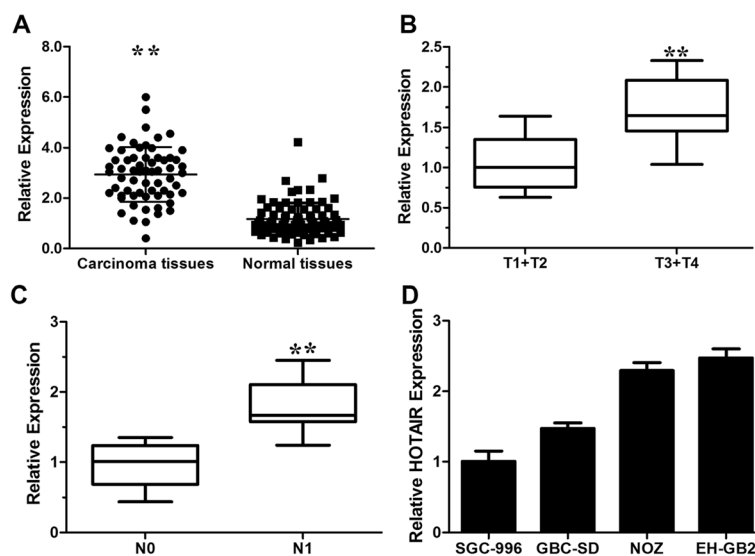 A
**
Relative Expression
8.0
6.0
4.0
2.0
0.0
Carcinoma tissues Normal tissues
B
**
Relative Expression
2.5
2.0
1.5
1.0
0.5
0.0
T1+T2 T3+T4
C
**
Relative Expression
3
2
1
0
N0 N1
D
Relative HOTAIR Expression
3
2
1
0
SGC-996 GBC-SD NOZ EH-GB2